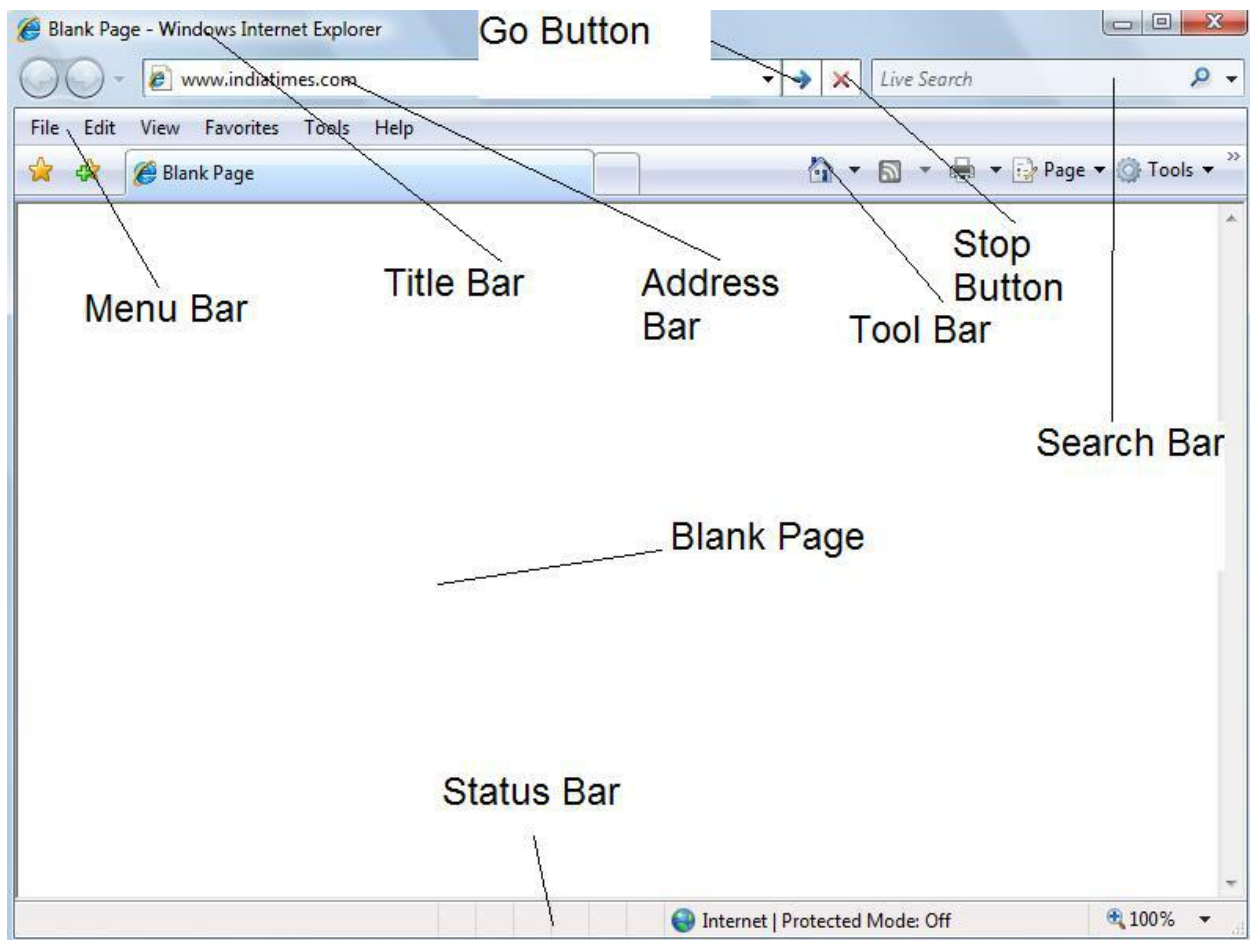 Blank Page - Windows Internet Explorer
Go Button
www.indiatimes.com
Live Search
File Edit View Favorites Tools Help
Blank Page
Page
Tools
Menu Bar
Title Bar
Address
Bar
Stop
Button
Tool Bar
Search Bar
Blank Page
Status Bar
Internet | Protected Mode: Off
100%